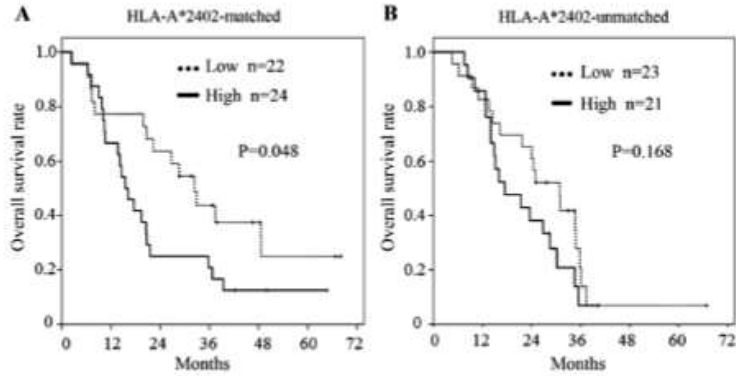 A HLA-A*2402-matched
Overall survival rate
1.0
0.8
0.6
0.4
0.2
0
Low n=22
High n=24
P=0.048
0 12 24 36 48 60 72
Months
B HLA-A*2402-unmatched
Overall survival rate
1.0
0.8
0.6
0.4
0.2
0.0
Low n=23
High n=21
P=0.168
0 12 24 36 48 60 72
Months